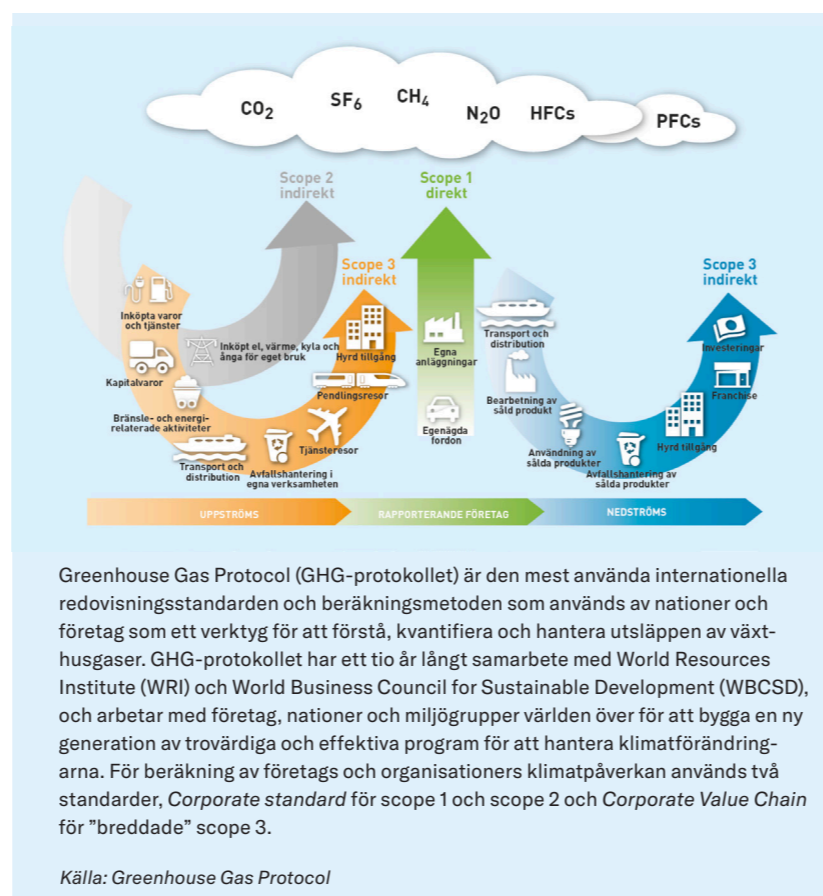 CO2
SF6
CH4
N2O
HFCs
PFCs
Scope 2
indirekt
Scope 1
direkt
Scope 3
indirekt
Scope 3
indirekt
Inköpta varor
och tjänster
Kapitalvaror
Bränsle- och energi-
relaterade aktiviteter
Transport och
distribution
Avfallshantering i
egna verksamheten
Tjänsteresor
Pendlingsresor
Hyrd tillgång
Inköpt el, värme, kyla och
ånga för eget bruk
Egna
anläggningar
Egenägda
fordon
Transport och
distribution
Bearbetning av
såld produkt
Användning av
sålda produkter
Avfallshantering av
sålda produkter
Hyrd tillgång
Franchise
Investeringar
UPPSTRÖMS
RAPPORTERANDE FÖRETAG
NEDSTRÖMS
Greenhouse Gas Protocol (GHG-protokollet) är den mest använda internationella
redovisningsstandarden och beräkningsmetoden som används av nationer och
företag som ett verktyg för att förstå, kvantifiera och hantera utsläppen av växt-
husgaser. GHG-protokollet har ett tio år långt samarbete med World Resources
Institute (WRI) och World Business Council for Sustainable Development (WBCSD),
och arbetar med företag, nationer och miljögrupper världen över för att bygga en ny
generation av trovärdiga och effektiva program för att hantera klimatförändring-
arna. För beräkning av företags och organisationers klimatpåverkan används två
standarder, Corporate standard för scope 1 och scope 2 och Corporate Value Chain
för ”breddade” scope 3.
Källa: Greenhouse Gas Protocol